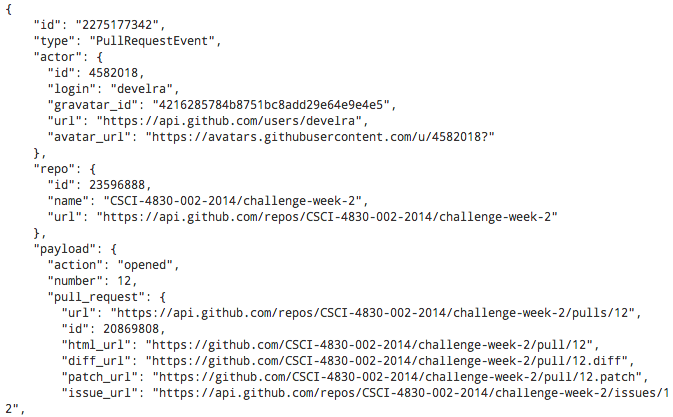 {
    "id": "2275177342",
    "type": "PullRequestEvent",
    "actor": {
      "id": 4582018,
      "login": "develra",
      "gravatar_id": "4216285784b8751bc8add29e64e9e4e5",
      "url": "https://api.github.com/users/develra",
      "avatar_url": "https://avatars.githubusercontent.com/u/4582018?"
    },
    "repo": {
      "id": 23596888,
      "name": "CSCI-4830-002-2014/challenge-week-2",
      "url": "https://api.github.com/repos/CSCI-4830-002-2014/challenge-week-2"
    },
    "payload": {
      "action": "opened",
      "number": 12,
      "pull_request": {
        "url": "https://api.github.com/repos/CSCI-4830-002-2014/challenge-week-2/pulls/12",
        "id": 20869808,
        "html_url": "https://github.com/CSCI-4830-002-2014/challenge-week-2/pull/12",
        "diff_url": "https://github.com/CSCI-4830-002-2014/challenge-week-2/pull/12.diff",
        "patch_url": "https://github.com/CSCI-4830-002-2014/challenge-week-2/pull/12.patch",
        "issue_url": "https://api.github.com/repos/CSCI-4830-002-2014/challenge-week-2/issues/1
2",